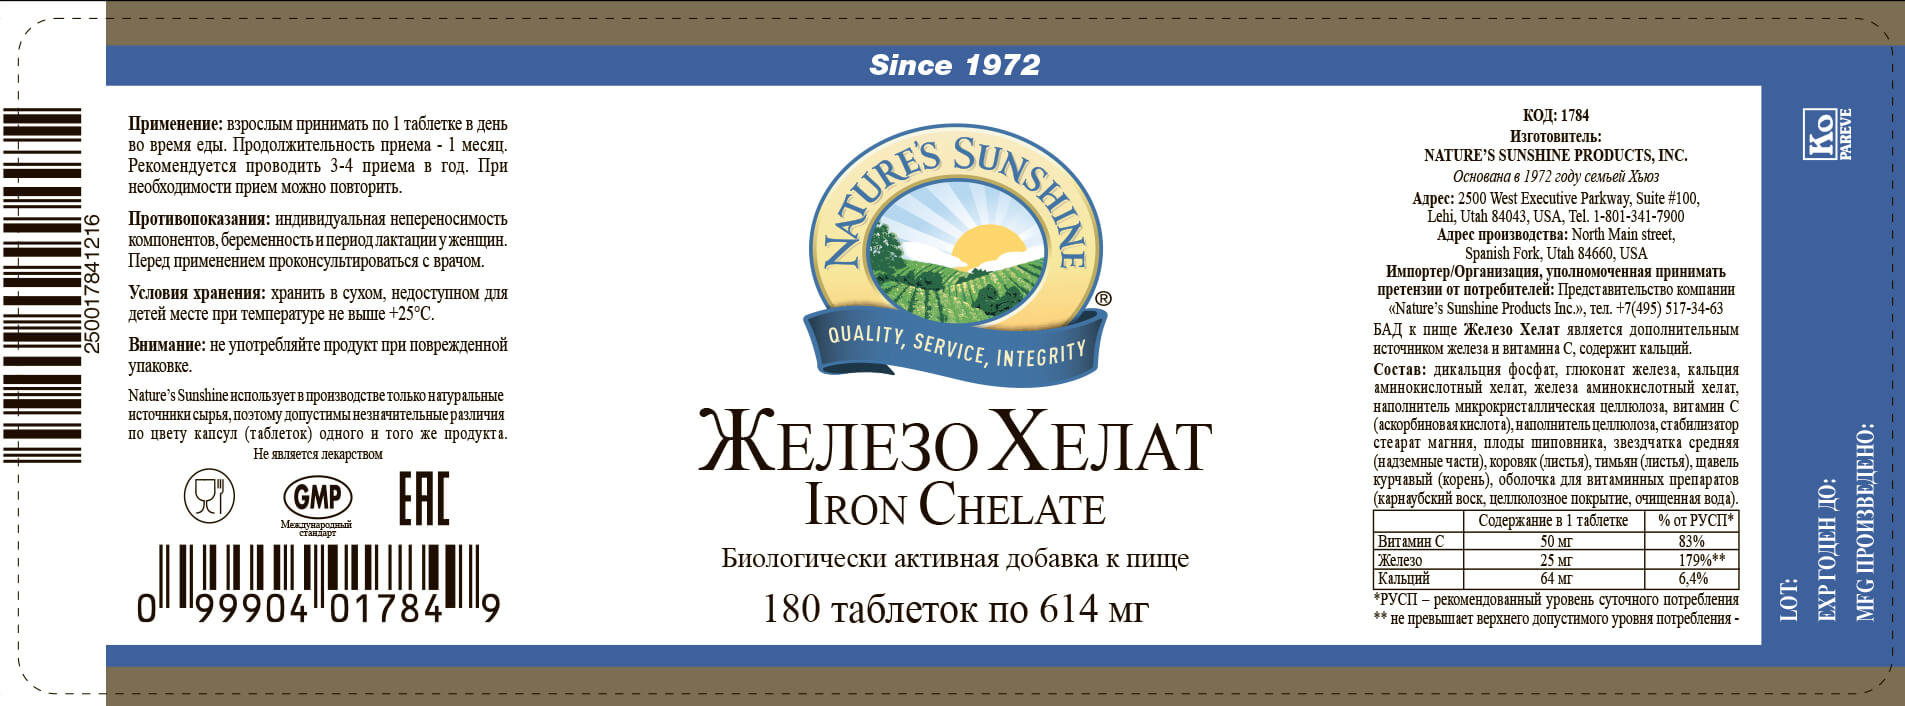 Since 1972
250017841216
Применение: взрослым принимать по 1 таблетке в день
во время еды. Продолжительность приема - 1 месяц.
Рекомендуется проводить 3-4 приема в год. При
необходимости прием можно повторить.
Противопоказания: индивидуальная непереносимость
компонентов, беременность и период лактации у женщин.
Перед применением проконсультироваться с врачом.
Условия хранения: хранить в сухом, недоступном для
детей месте при температуре не выше +25°С.
Внимание: не употребляйте продукт при поврежденной
упаковке.
Nature's Sunshine использует в производстве только натуральные
источники сырья, поэтому допустимы незначительные различия
по цвету капсул (таблеток) одного и того же продукта.
Не является лекарством
GMP
Международный
стандарт
EAC
0 99904 01784 9
NATURE'S SUNSHINE
®
QUALITY, SERVICE, INTEGRITY
ЖЕЛЕЗО ХЕЛАТ
IRON CHELATE
Биологически активная добавка к пище
180 таблеток по 614 мг
КОД: 1784
Изготовитель:
NATURE'S SUNSHINE PRODUCTS, INC.
Основана в 1972 году семьей Хьюз
Адрес: 2500 West Executive Parkway, Suite #100,
Lehi, Utah 84043, USA, Tel. 1-801-341-7900
Адрес производства: North Main street,
Spanish Fork, Utah 84660, USA
Импортер/Организация, уполномоченная принимать
претензии от потребителей: Представительство компании
«Nature's Sunshine Products Inc.», тел. +7(495) 517-34-63
БАД к пище Железо Хелат является дополнительным
источником железа и витамина С, содержит кальций.
Состав: дикальция фосфат, глюконат железа, кальция
аминокислотный хелат, железа аминокислотный хелат,
наполнитель микрокристаллическая целлюлоза, витамин С
(аскорбиновая кислота), наполнитель целлюлоза, стабилизатор
стеарат магния, плоды шиповника, звездчатка средняя
(надземные части), коровяк (листья), тимьян (листья), щавель
курчавый (корень), оболочка для витаминных препаратов
(карнаубский воск, целлюлозное покрытие, очищенная вода).
Содержание в 1 таблетке % от РУСП*
Витамин С 50 мг 83%
Железо 25 мг 179%**
Кальций 64 мг 6,4%
*РУСП – рекомендованный уровень суточного потребления
** не превышает верхнего допустимого уровня потребления -
Ko
PAREVE
LOT:
EXP ГОДЕН ДО:
MFG ПРОИЗВЕДЕНО: